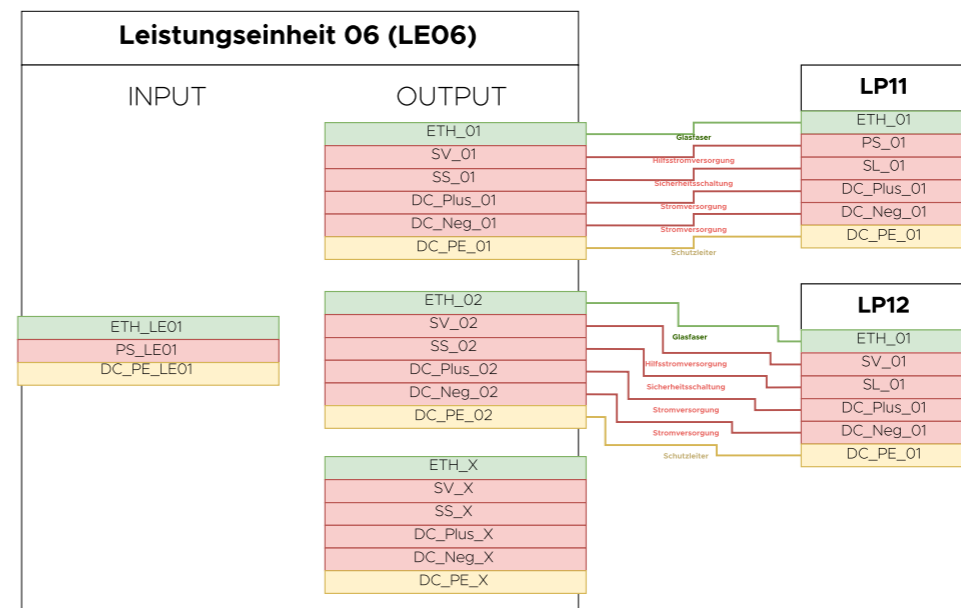 Leistungseinheit 06 (LE06)
INPUT
OUTPUT
ETH_LE01
PS_LE01
DC_PE_LE01
ETH_01
SV_01
SS_01
DC_Plus_01
DC_Neg_01
DC_PE_01
ETH_02
SV_02
SS_02
DC_Plus_02
DC_Neg_02
DC_PE_02
ETH_X
SV_X
SS_X
DC_Plus_X
DC_Neg_X
DC_PE_X
Glasfaser
Hilfsstromversorgung
Sicherheitsschaltung
Stromversorgung
Stromversorgung
Schutzleiter
Glasfaser
Hilfsstromversorgung
Sicherheitsschaltung
Stromversorgung
Stromversorgung
Schutzleiter
LP11
ETH_01
PS_01
SL_01
DC_Plus_01
DC_Neg_01
DC_PE_01
LP12
ETH_01
SV_01
SL_01
DC_Plus_01
DC_Neg_01
DC_PE_01